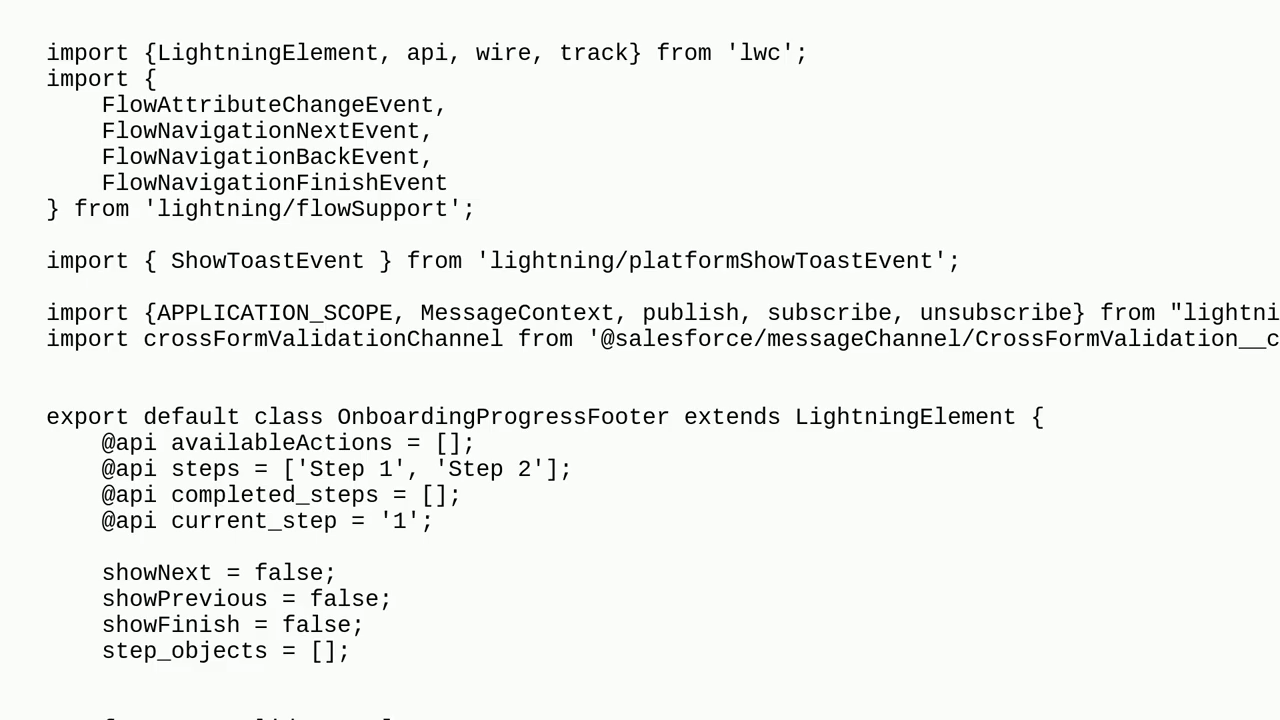 import {LightningElement, api, wire, track} from 'lwc';
import {
    FlowAttributeChangeEvent,
    FlowNavigationNextEvent,
    FlowNavigationBackEvent,
    FlowNavigationFinishEvent
} from 'lightning/flowSupport';

import { ShowToastEvent } from 'lightning/platformShowToastEvent';

import {APPLICATION_SCOPE, MessageContext, publish, subscribe, unsubscribe} from "lightni
import crossFormValidationChannel from '@salesforce/messageChannel/CrossFormValidation__c

export default class OnboardingProgressFooter extends LightningElement {
    @api availableActions = [];
    @api steps = ['Step 1', 'Step 2'];
    @api completed_steps = [];
    @api current_step = '1';

    showNext = false;
    showPrevious = false;
    showFinish = false;
    step_objects = [];